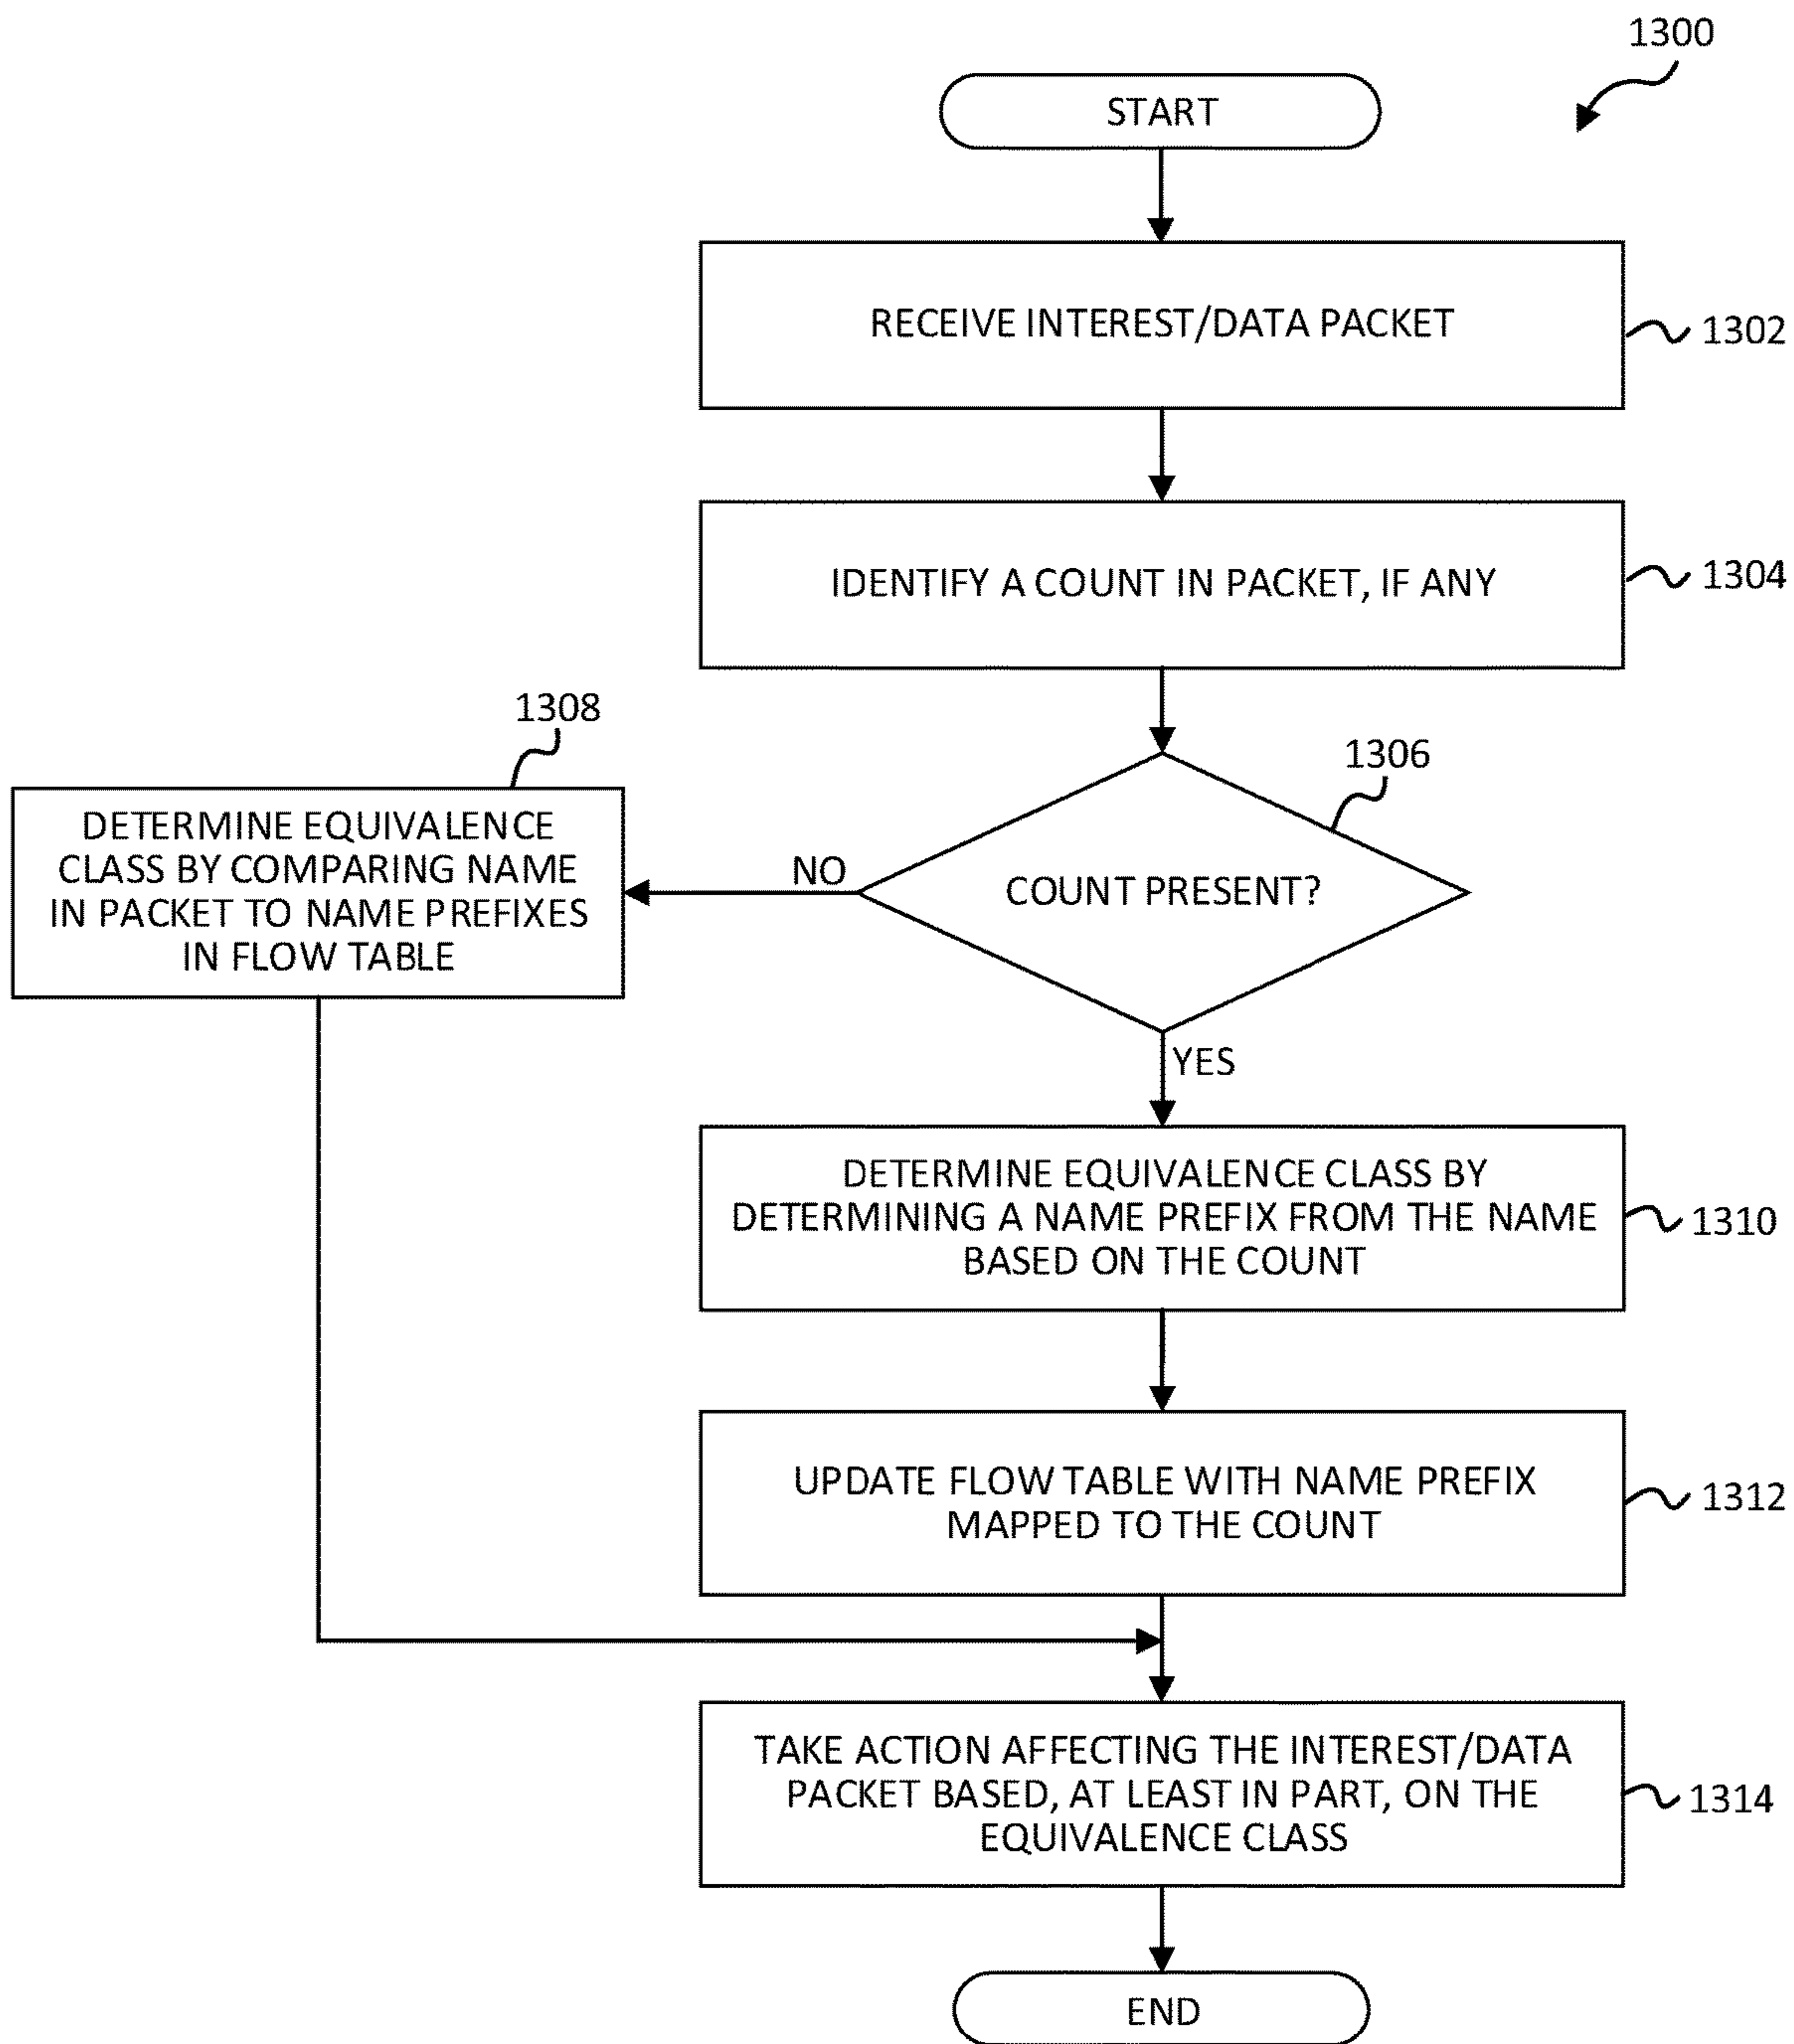 1300
START
RECEIVE INTEREST/DATA PACKET
1302
IDENTIFY A COUNT IN PACKET, IF ANY
1304
1308
1306
DETERMINE EQUIVALENCE
CLASS BY COMPARING NAME
IN PACKET TO NAME PREFIXES
IN FLOW TABLE
NO
COUNT PRESENT?
YES
DETERMINE EQUIVALENCE CLASS BY
DETERMINING A NAME PREFIX FROM THE NAME
BASED ON THE COUNT
1310
UPDATE FLOW TABLE WITH NAME PREFIX
MAPPED TO THE COUNT
1312
TAKE ACTION AFFECTING THE INTEREST/DATA
PACKET BASED, AT LEAST IN PART, ON THE
EQUIVALENCE CLASS
1314
END